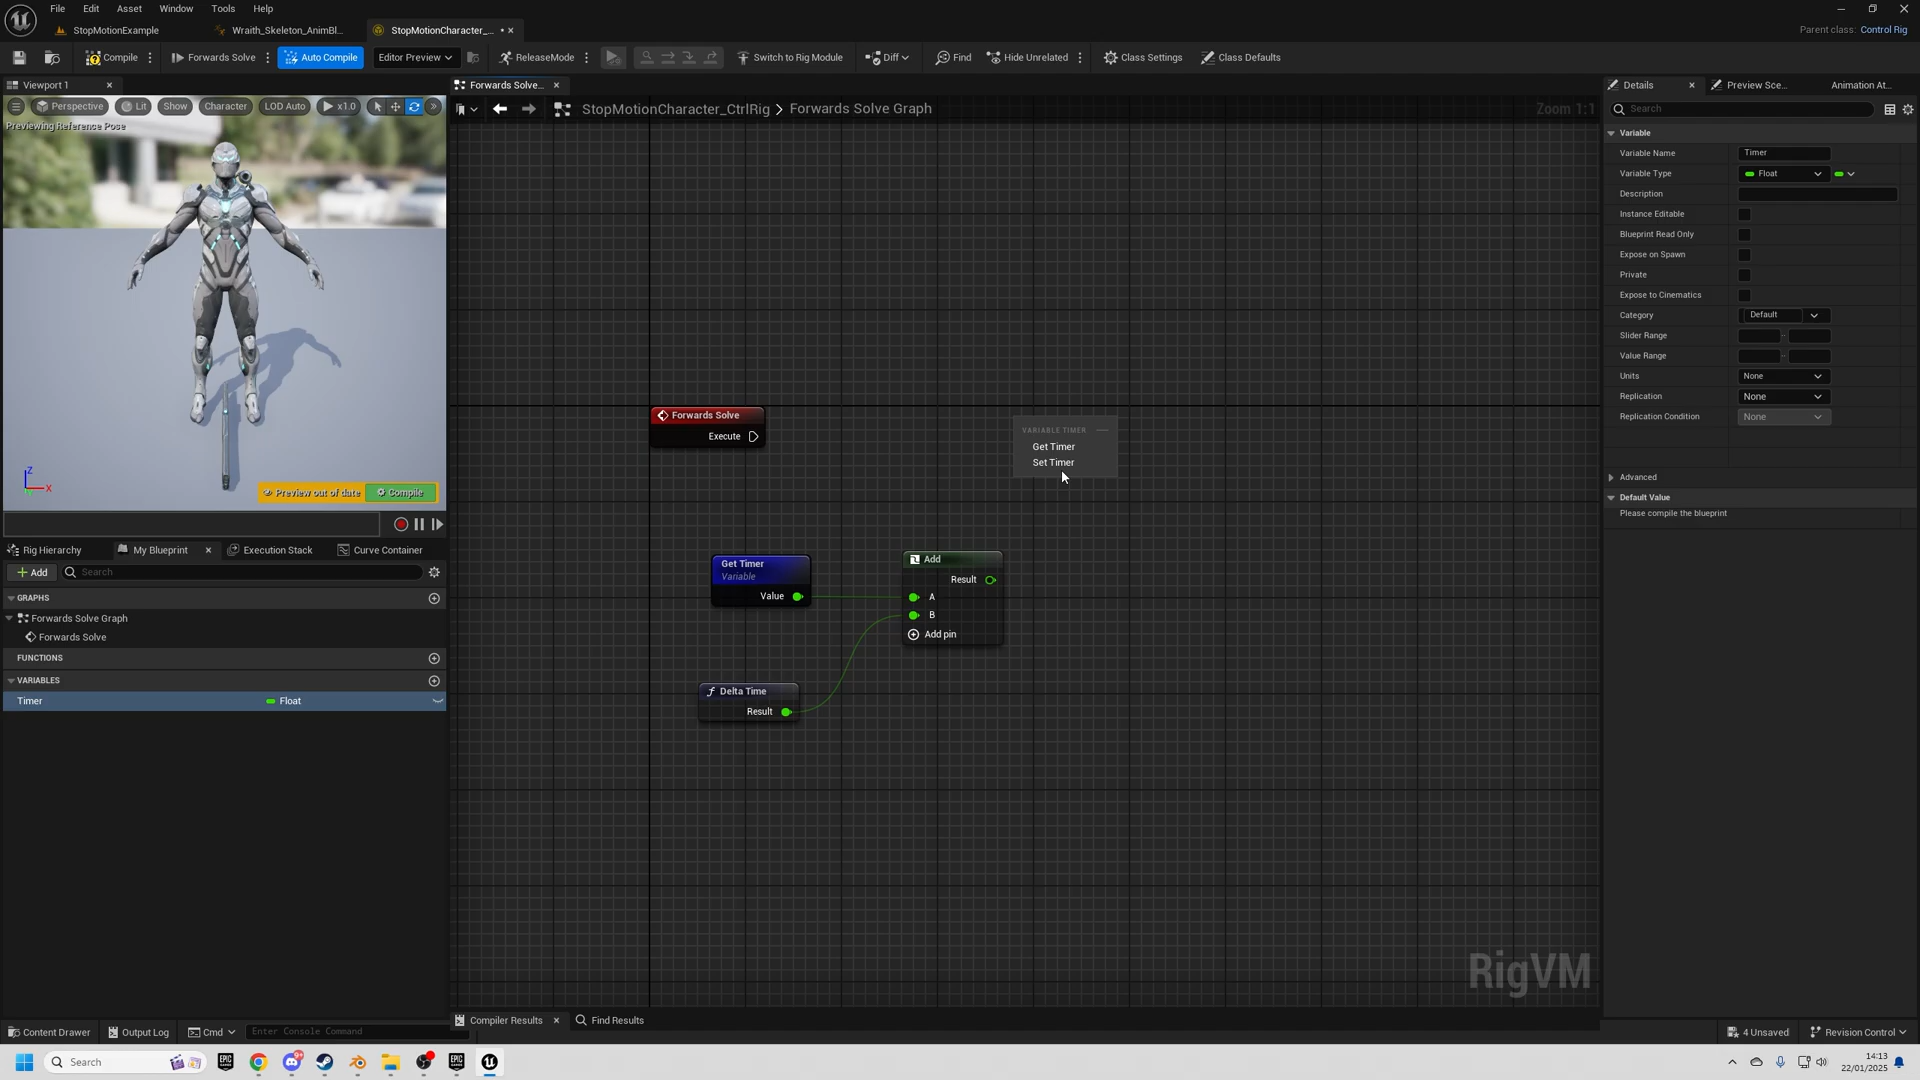 File Edit Asset Window Tools Help
StopMotionExample
Wraith_Skeleton_AnimBl...
StopMotionCharacter_...
Parent class: Control Rig
Compile
Forwards Solve
Auto Compile
Editor Preview
ReleaseMode
Switch to Rig Module
Diff
Find
Hide Unrelated
Class Settings
Class Defaults
Viewport 1
Perspective
Lit
Show
Character
LOD Auto
x1.0
Previewing Reference Pose
Z
X
Preview out of date
Compile
Rig Hierarchy
My Blueprint
Execution Stack
Curve Container
Add
Search
GRAPHS
Forwards Solve Graph
Forwards Solve
FUNCTIONS
VARIABLES
Timer
Float
Forwards Solve...
StopMotionCharacter_CtrlRig > Forwards Solve Graph
Zoom 1:1
Forwards Solve
Execute
VARIABLE TIMER
Get Timer
Set Timer
Get Timer
Variable
Value
Add
Result
A
B
Add pin
Delta Time
Result
RigVM
Compiler Results
Find Results
Details
Preview Sce...
Animation At...
Search
Variable
Variable Name
Timer
Variable Type
Float
Description
Instance Editable
Blueprint Read Only
Expose on Spawn
Private
Expose to Cinematics
Category
Default
Slider Range
Value Range
Units
None
Replication
None
Replication Condition
None
Advanced
Default Value
Please compile the blueprint
Content Drawer
Output Log
Cmd
Enter Console Command
4 Unsaved
Revision Control
Search
14:13
22/01/2025